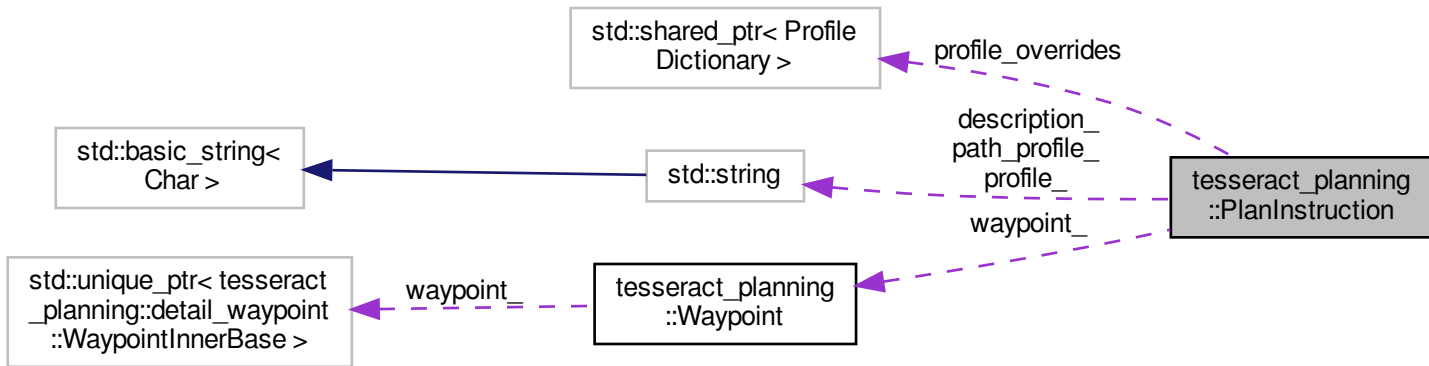 std::shared_ptr< Profile
Dictionary >
profile_overrides
std::basic_string<
Char >
std::string
description_
path_profile_
profile_
tesseract_planning
::PlanInstruction
waypoint_
std::unique_ptr< tesseract
_planning::detail_waypoint
::WaypointInnerBase >
waypoint_
tesseract_planning
::Waypoint